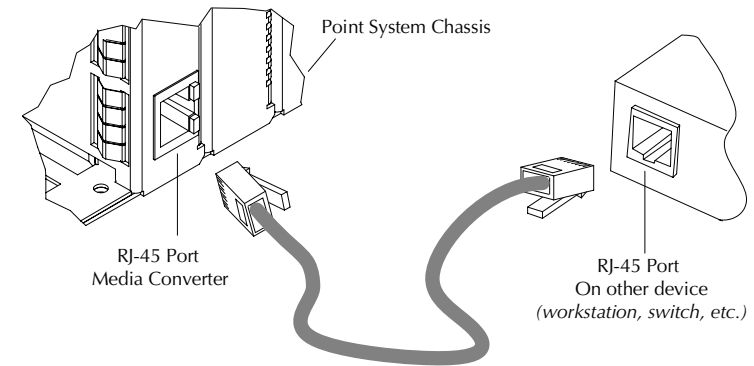 Point System Chassis
RJ-45 Port
Media Converter
RJ-45 Port
On other device
(workstation, switch, etc.)